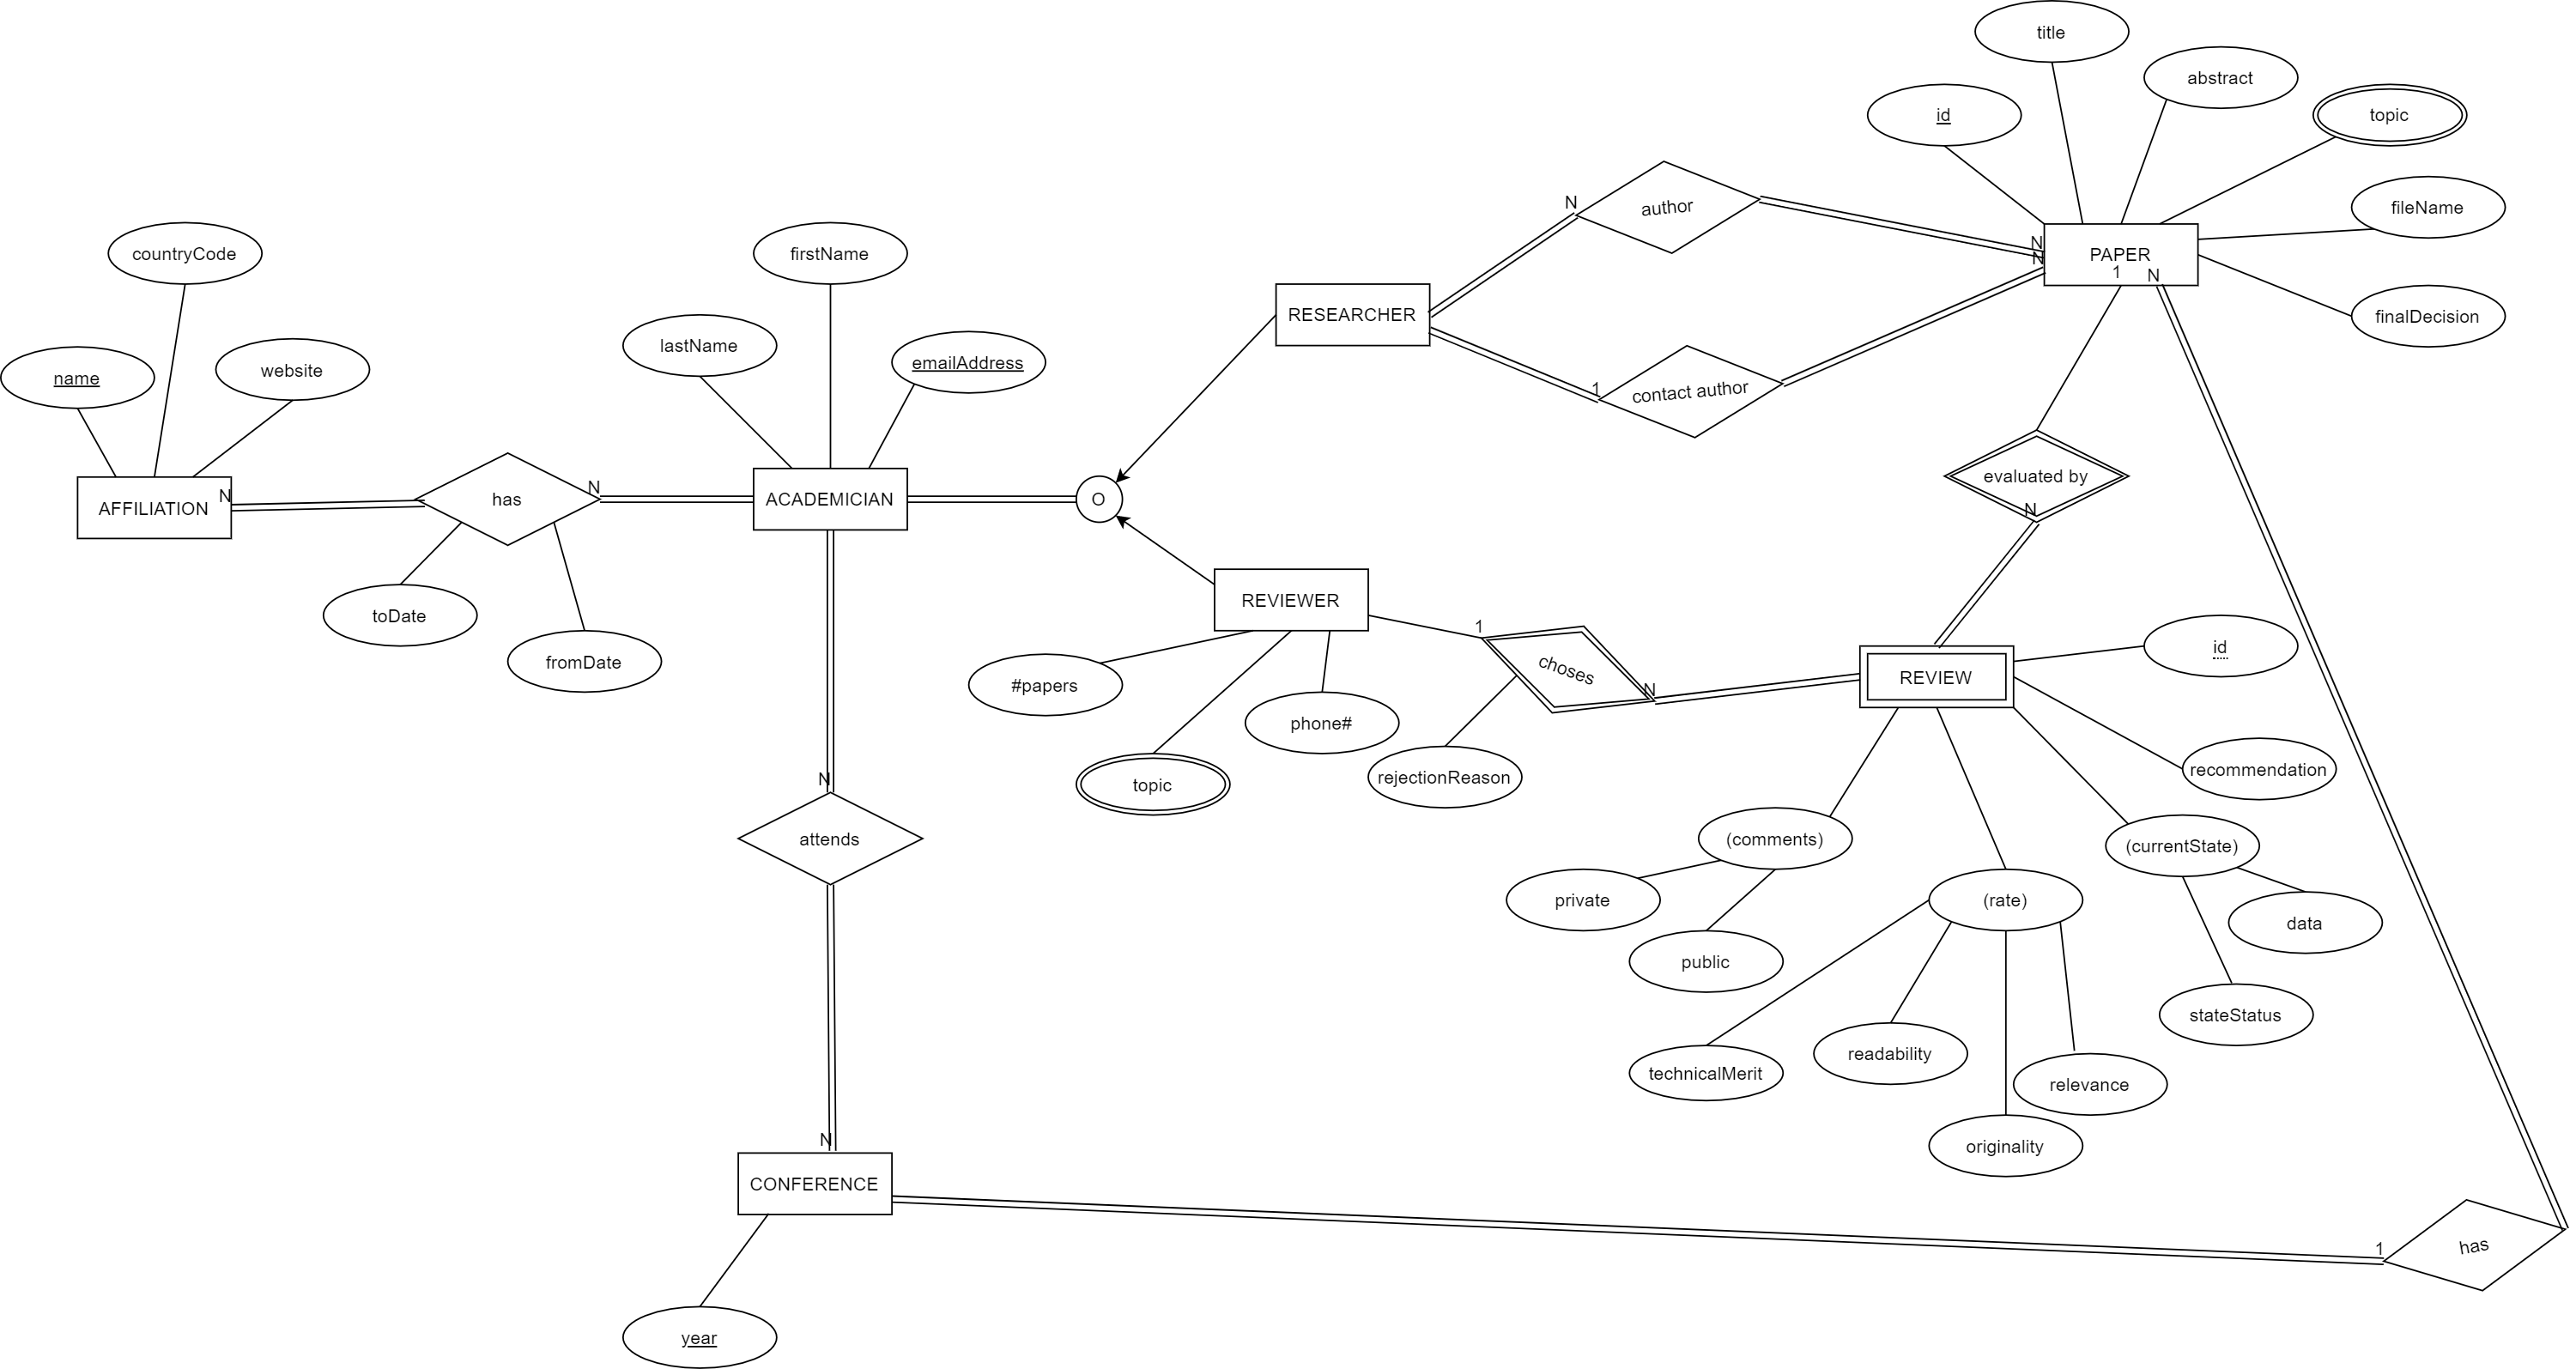 title
abstract
id
topic
fileName
author
N
N
N
PAPER
1
N
countryCode
firstName
RESEARCHER
finalDecision
lastName
emailAddress
name
website
1
contact author
evaluated by
N
AFFILIATION
N
has
N
ACADEMICIAN
O
toDate
fromDate
REVIEWER
1
choses
N
REVIEW
id
#papers
phone#
topic
rejectionReason
recommendation
N
attends
(comments)
(currentState)
private
(rate)
data
public
stateStatus
technicalMerit
readability
relevance
originality
N
CONFERENCE
1
has
year